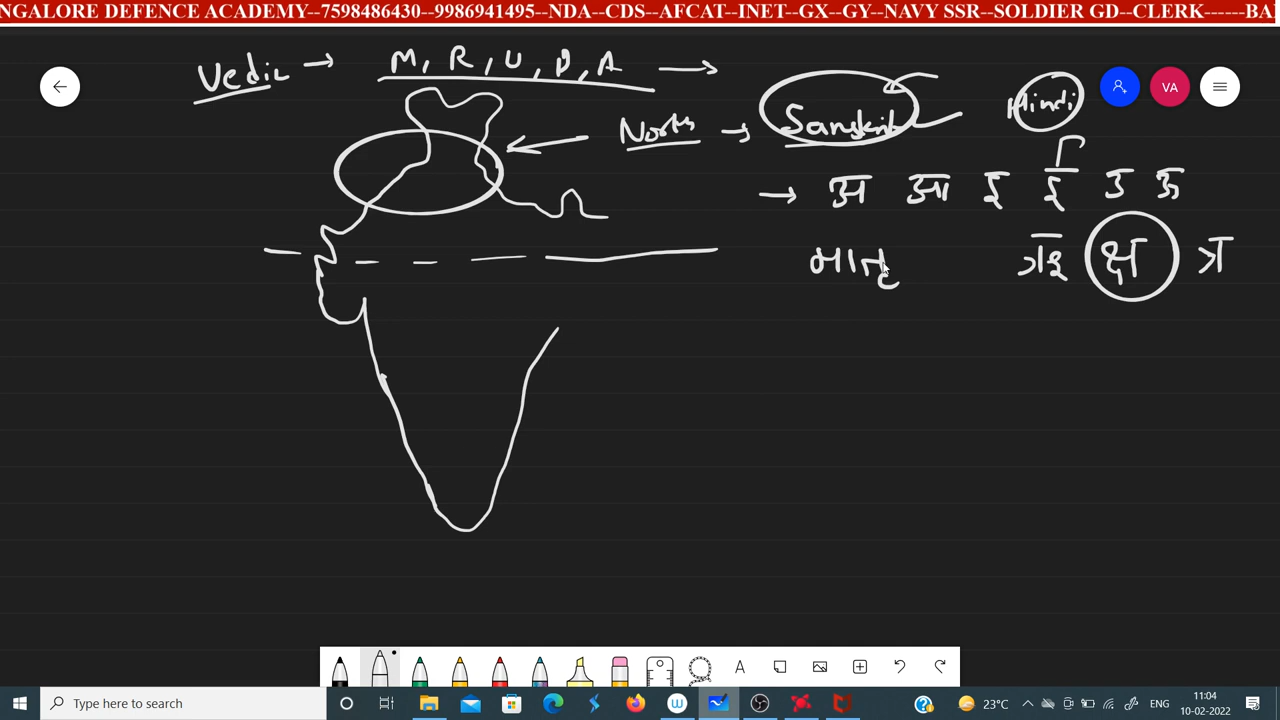 NGALORE DEFENCE ACADEMY--7598486430--9986941495--NDA--CDS--AFCAT--INET--GX--GY--NAVY SSR--SOLDIER GD--CLERK------BA
Vedic → M, R, U, P, A →
North → Sanskrit Hindi
→ अ आ इ ई उ ऊ
क्ष त्र
VA
A
Type here to search
23°C
ENG
11:04
10-02-2022